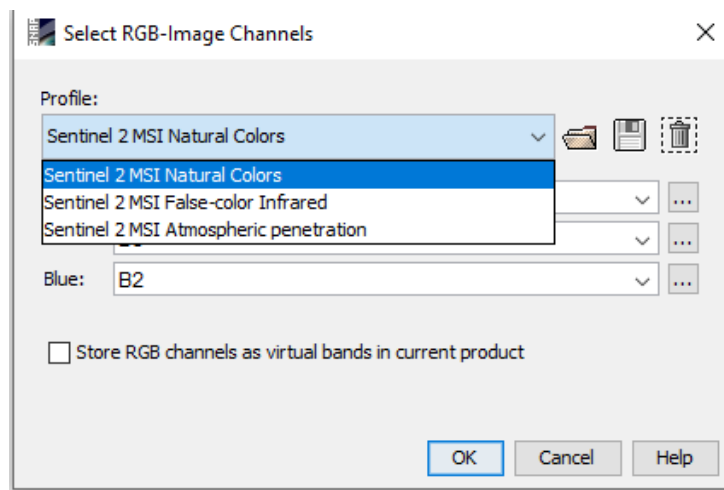 Select RGB-Image Channels
Profile:
Sentinel 2 MSI Natural Colors
Sentinel 2 MSI Natural Colors
Sentinel 2 MSI False-color Infrared
...
Sentinel 2 MSI Atmospheric penetration
...
Blue: B2 ...
Store RGB channels as virtual bands in current product
OK Cancel Help